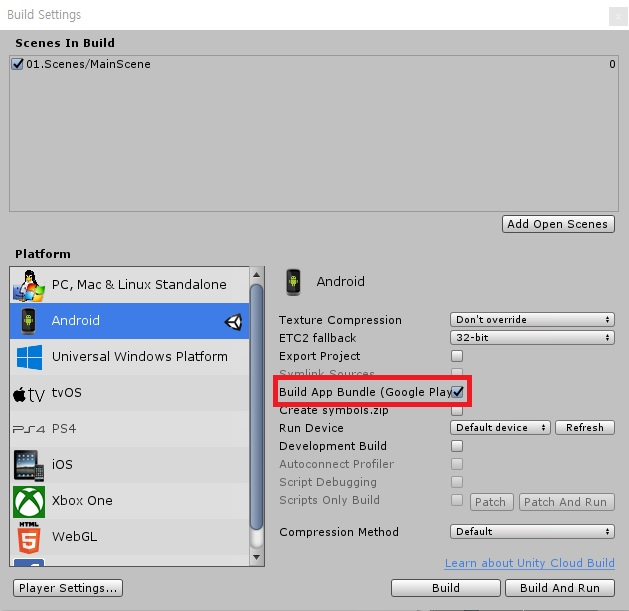 Build Settings
x
Scenes In Build
01.Scenes/MainScene 0
Add Open Scenes
Platform
PC, Mac & Linux Standalone
Android
Universal Windows Platform
tv tvOS
PS4 PS4
iOS
Xbox One
HTML
5 WebGL
Android
Texture Compression Don't override
ETC2 fallback 32-bit
Export Project
Symlink Sources
Build App Bundle (Google Play
Create symbols.zip
Run Device Default device Refresh
Development Build
Autoconnect Profiler
Script Debugging
Scripts Only Build Patch Patch And Run
Compression Method Default
Learn about Unity Cloud Build
Player Settings... Build Build And Run